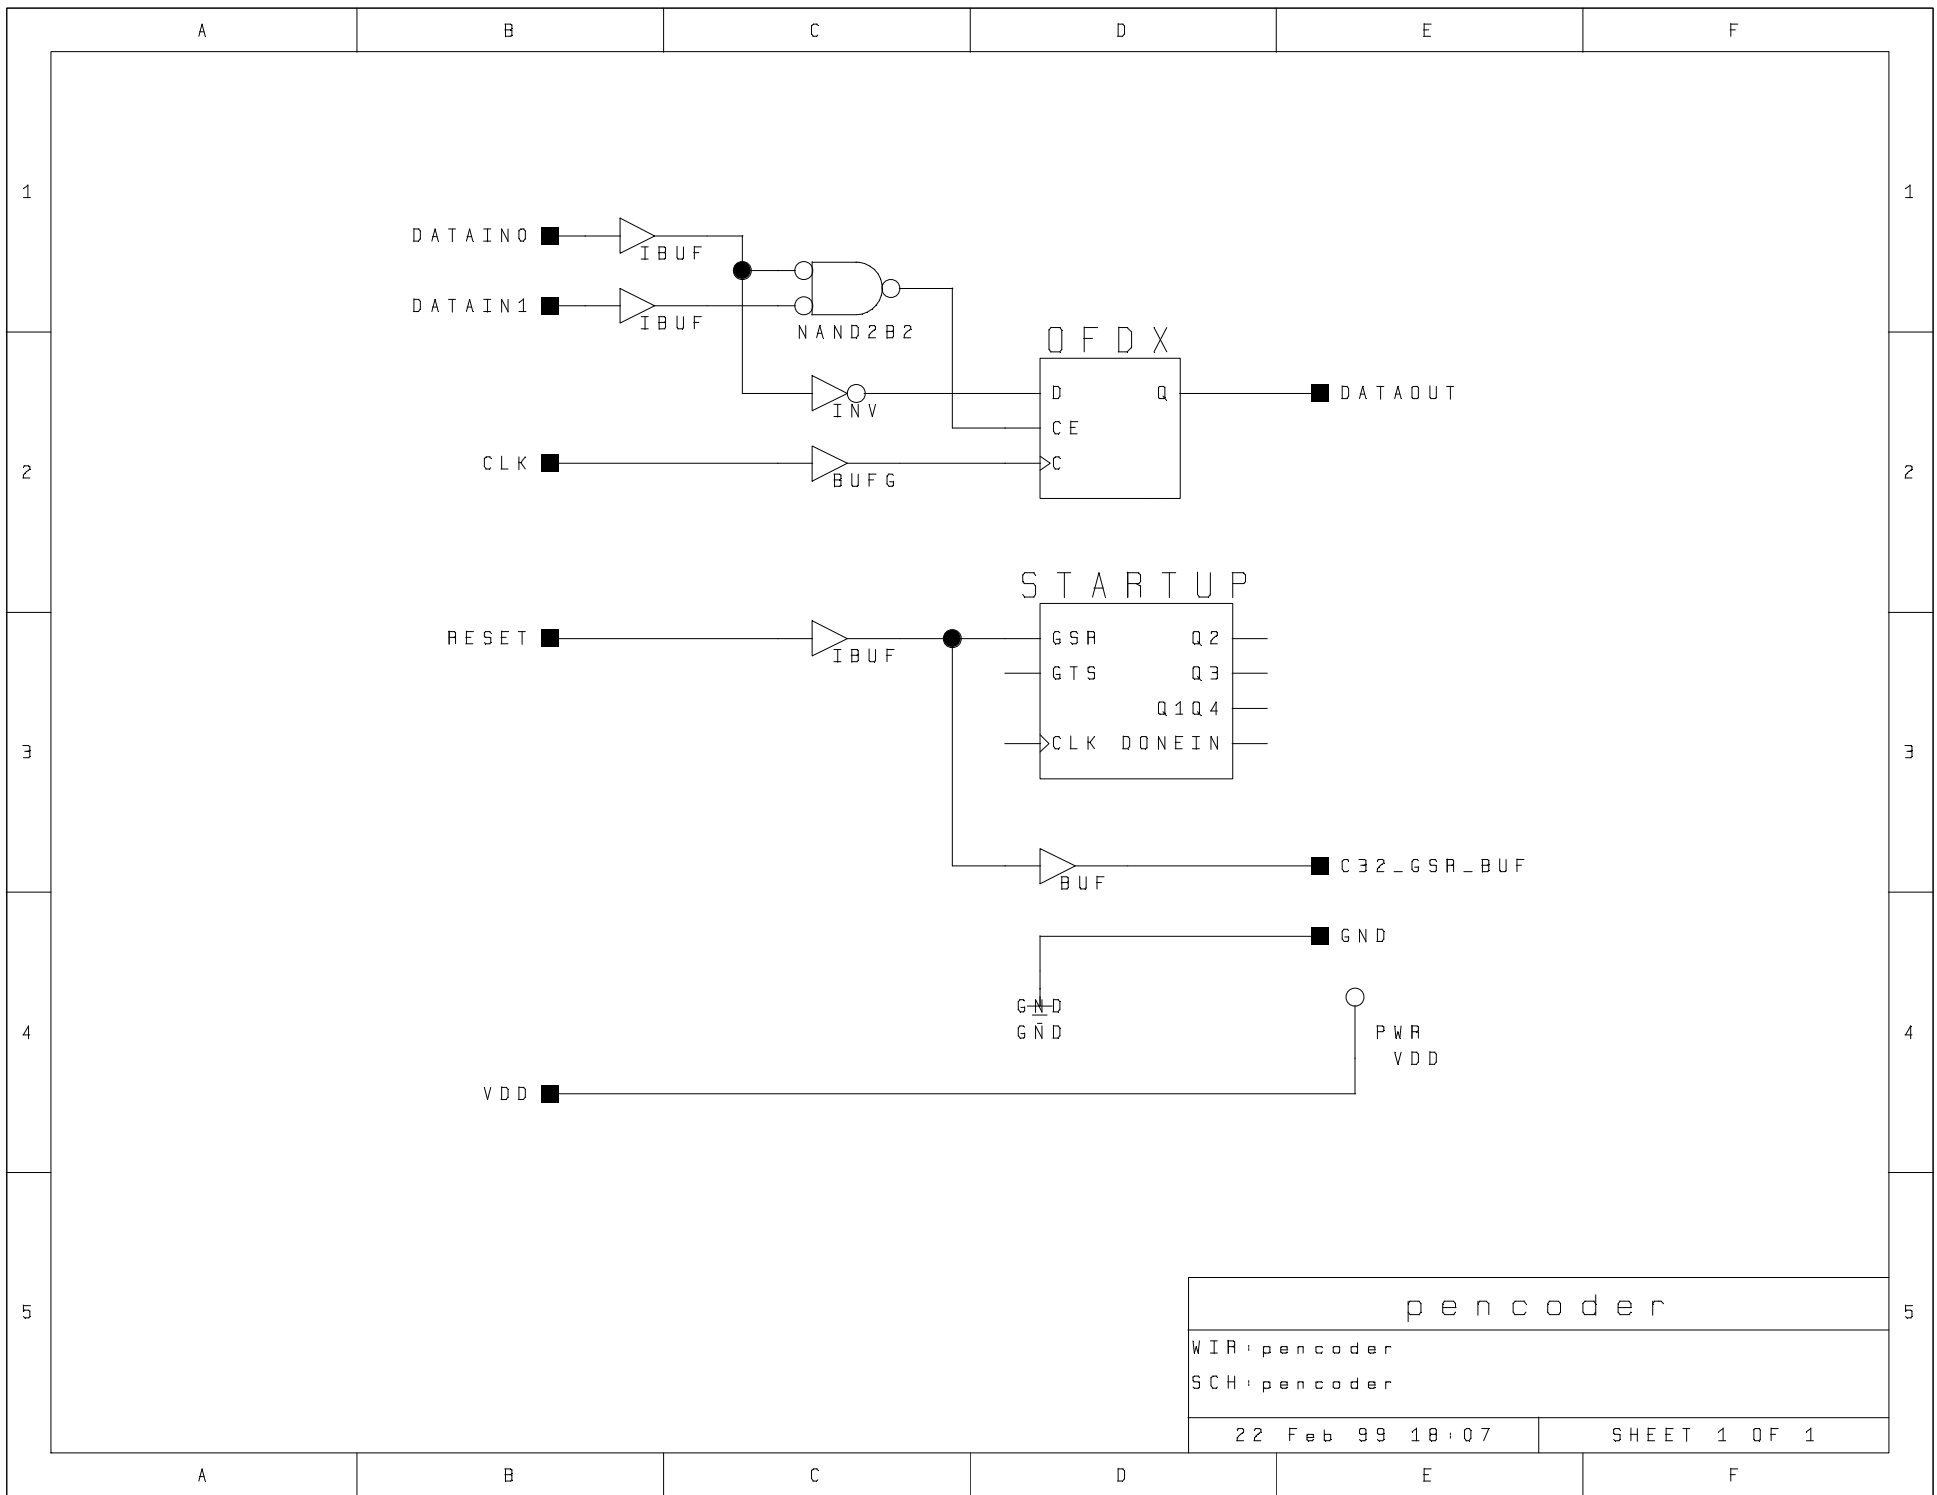 A B C D E F
1 1
DATAIN0
IBUF
DATAIN1
IBUF
NAND2B2
OFDX
D Q
DATAOUT
INV
CE
CLK
C
2 2
BUFG
STARTUP
RESET
IBUF
GSR Q2
GTS Q3
Q1Q4
CLK DONEIN
3 3
C32_GSR_BUF
BUF
GND
GND
GND
4 4
PWR
VDD
VDD
pencoder
5 5
WIR:pencoder
SCH:pencoder
22 Feb 99 18:07 SHEET 1 OF 1
A B C D E F